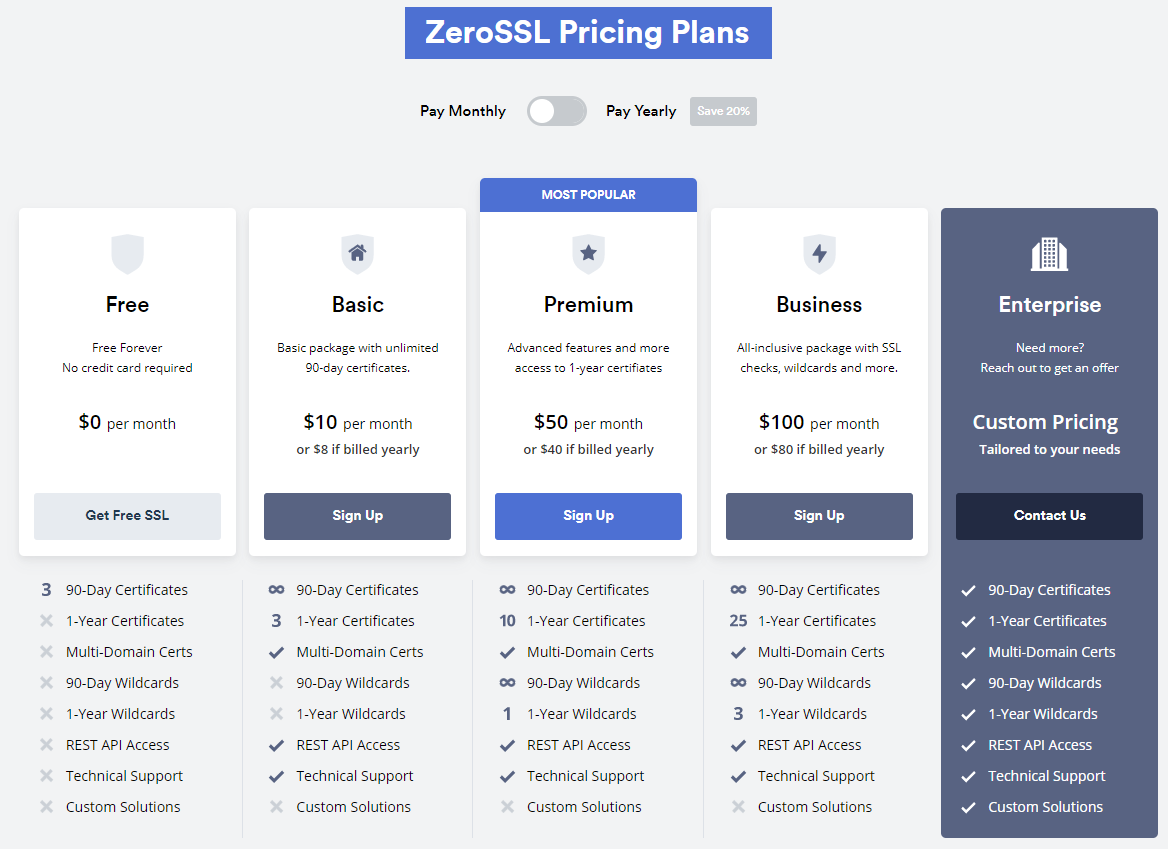 ZeroSSL Pricing Plans
Pay Monthly
Pay Yearly
Save 20%
MOST POPULAR
Free
Free Forever
No credit card required
$0 per month
Get Free SSL
3 90-Day Certificates
1-Year Certificates
Multi-Domain Certs
90-Day Wildcards
1-Year Wildcards
REST API Access
Technical Support
Custom Solutions
Basic
Basic package with unlimited
90-day certificates.
$10 per month
or $8 if billed yearly
Sign Up
∞ 90-Day Certificates
3 1-Year Certificates
Multi-Domain Certs
90-Day Wildcards
1-Year Wildcards
REST API Access
Technical Support
Custom Solutions
Premium
Advanced features and more
access to 1-year certifiates
$50 per month
or $40 if billed yearly
Sign Up
∞ 90-Day Certificates
10 1-Year Certificates
Multi-Domain Certs
∞ 90-Day Wildcards
1 1-Year Wildcards
REST API Access
Technical Support
Custom Solutions
Business
All-inclusive package with SSL
checks, wildcards and more.
$100 per month
or $80 if billed yearly
Sign Up
∞ 90-Day Certificates
25 1-Year Certificates
Multi-Domain Certs
∞ 90-Day Wildcards
3 1-Year Wildcards
REST API Access
Technical Support
Custom Solutions
Enterprise
Need more?
Reach out to get an offer
Custom Pricing
Tailored to your needs
Contact Us
90-Day Certificates
1-Year Certificates
Multi-Domain Certs
90-Day Wildcards
1-Year Wildcards
REST API Access
Technical Support
Custom Solutions